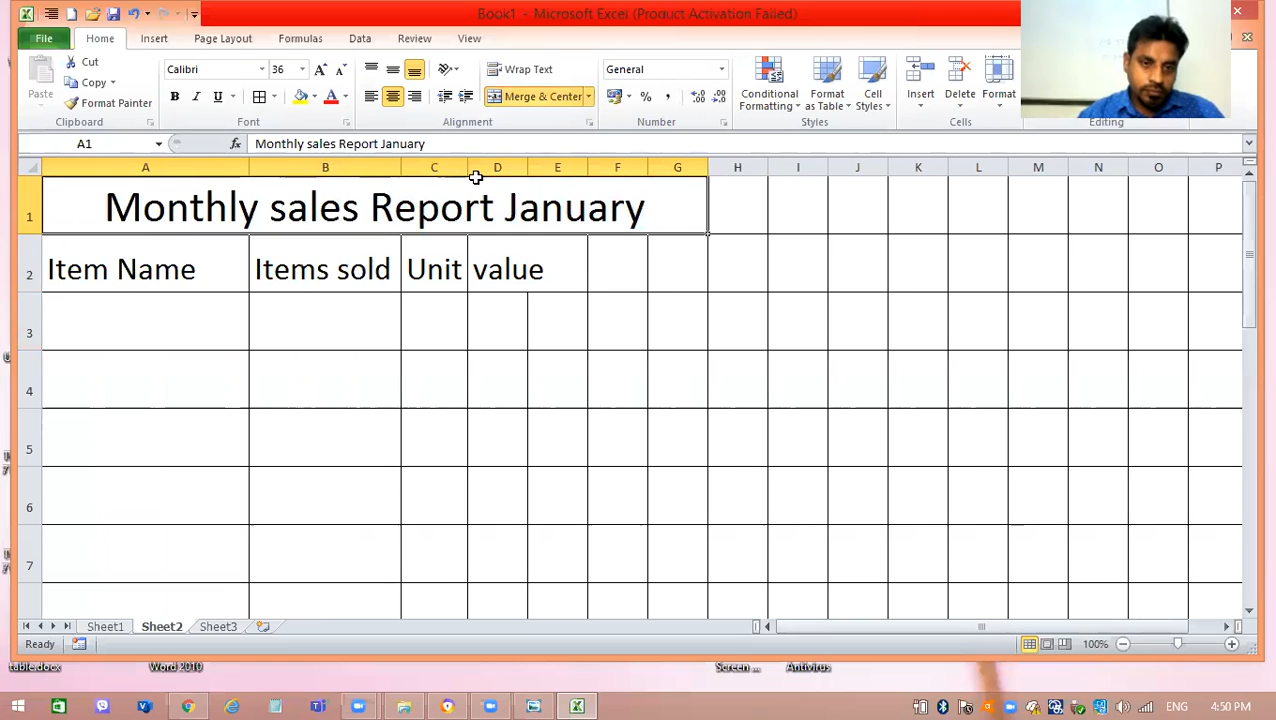 Book1 - Microsoft Excel (Product Activation Failed)
File Home Insert Page Layout Formulas Data Review View
Paste Cut Copy Format Painter Clipboard
Calibri 36 B I U A A A Font
Wrap Text Merge & Center Alignment
General % , Number
Conditional Formatting Format as Table Cell Styles Styles
Insert Delete Format Cells
Editing
A1 fx Monthly sales Report January
A B C D E F G H I J K L M N O P
1 Monthly sales Report January
2 Item Name Items sold Unit value
3
4
5
6
7
Sheet1 Sheet2 Sheet3
Ready 100%
table.docx Word 2010 Screen ... Antivirus
ENG 4:50 PM